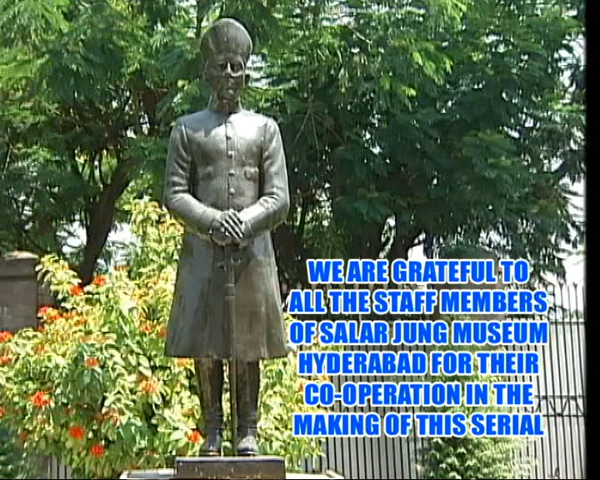 WE ARE GRATEFUL TO
ALL THE STAFF MEMBERS
OF SALAR JUNG MUSEUM
HYDERABAD FOR THEIR
CO-OPERATION IN THE
MAKING OF THIS SERIAL